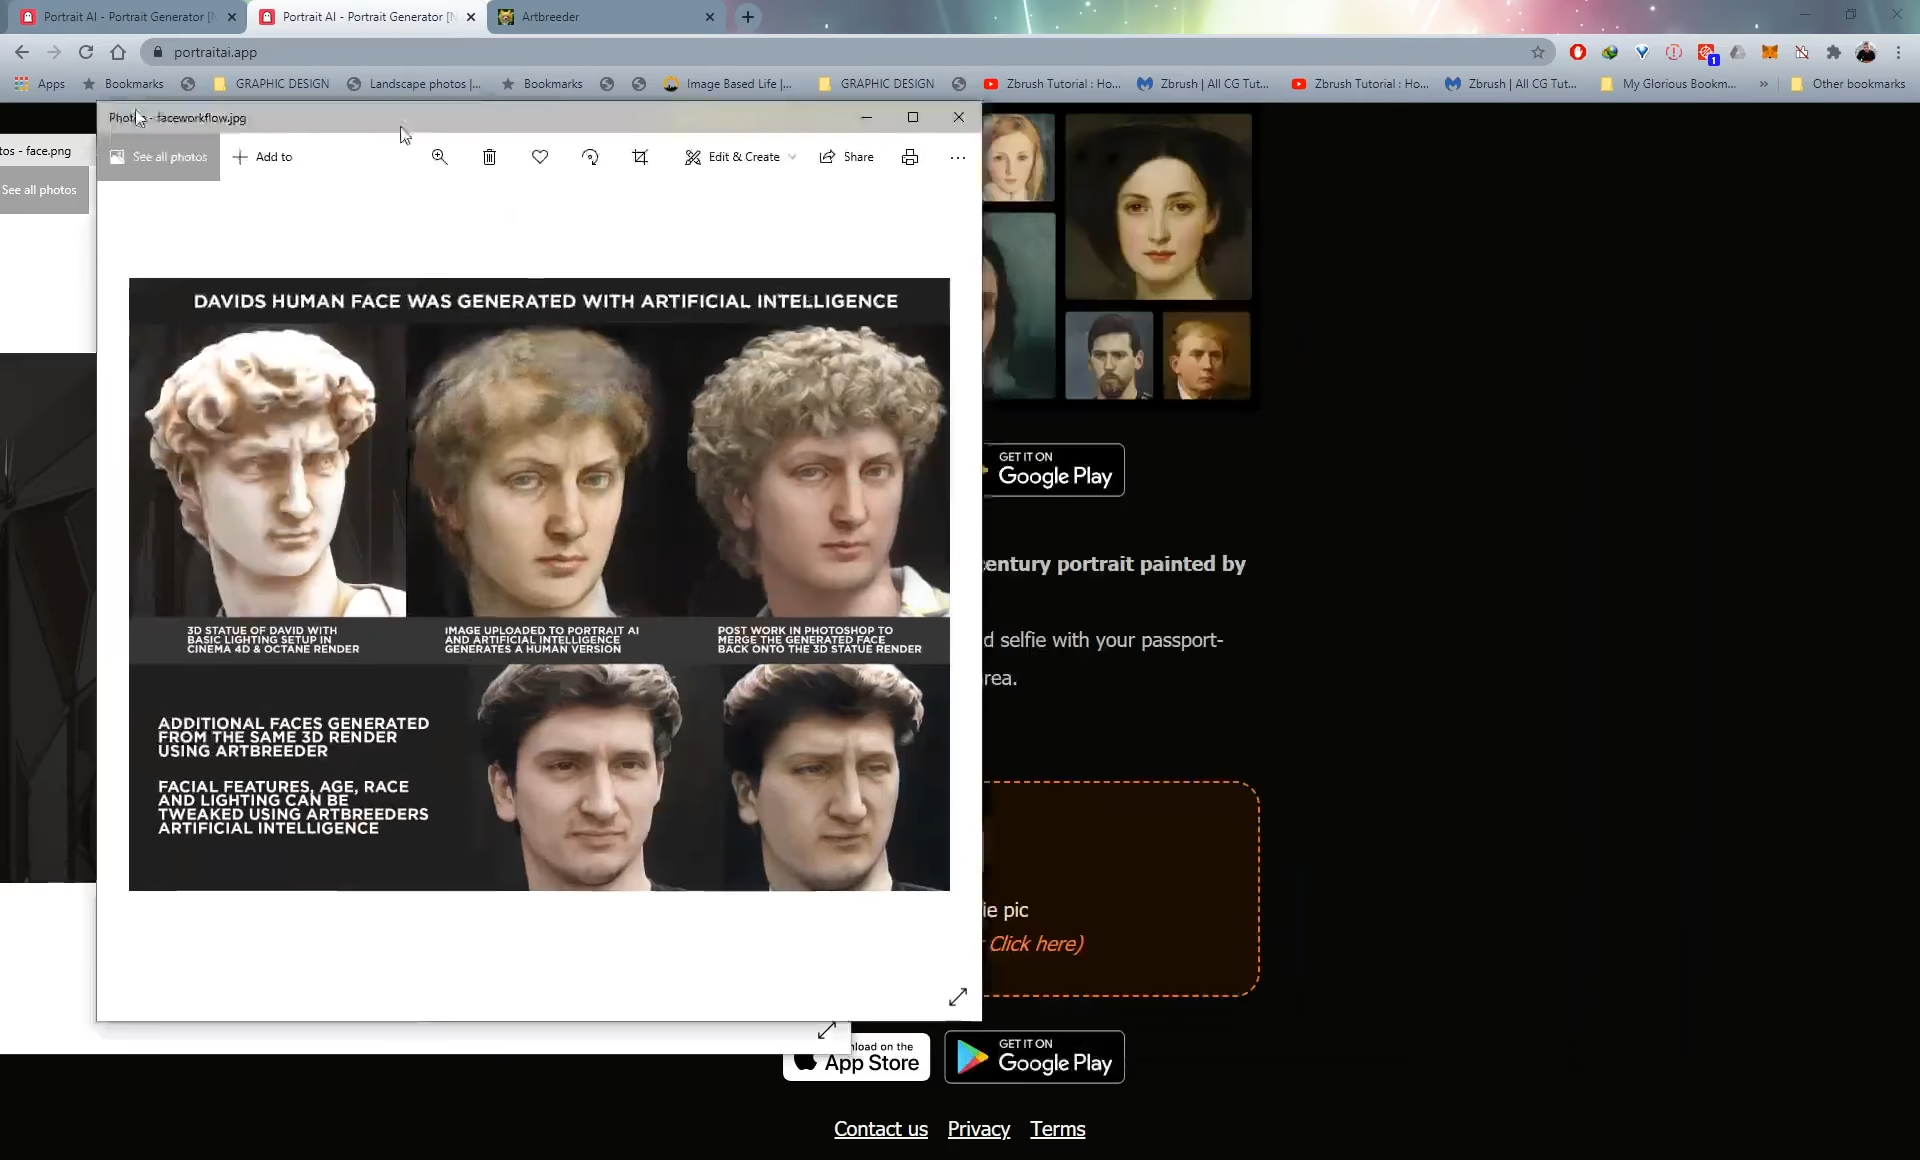 Portrait AI - Portrait Generator [N
Portrait AI - Portrait Generator [N
Artbreeder
portraitai.app
Apps
Bookmarks
GRAPHIC DESIGN
Landscape photos |...
Bookmarks
Image Based Life |...
GRAPHIC DESIGN
Zbrush Tutorial : Ho...
Zbrush | All CG Tut...
Zbrush Tutorial : Ho...
Zbrush | All CG Tut...
My Glorious Bookm...
Other bookmarks
tos - face.png
See all photos
faceworkflow.jpg
See all photos
Add to
Edit & Create
Share
DAVIDS HUMAN FACE WAS GENERATED WITH ARTIFICIAL INTELLIGENCE
3D STATUE OF DAVID WITH
BASIC LIGHTING SETUP IN
CINEMA 4D & OCTANE RENDER
IMAGE UPLOADED TO PORTRAIT AI
AND ARTIFICIAL INTELLIGENCE
GENERATES A HUMAN VERSION
POST WORK IN PHOTOSHOP TO
MERGE THE GENERATED FACE
BACK ONTO THE 3D STATUE RENDER
ADDITIONAL FACES GENERATED
FROM THE SAME 3D RENDER
USING ARTBREEDER
FACIAL FEATURES, AGE, RACE
AND LIGHTING CAN BE
TWEAKED USING ARTBREEDERS
ARTIFICIAL INTELLIGENCE
GET IT ON
Google Play
entury portrait painted by
d selfie with your passport-
rea.
ie pic
Click here)
nload on the
App Store
GET IT ON
Google Play
Contact us
Privacy
Terms